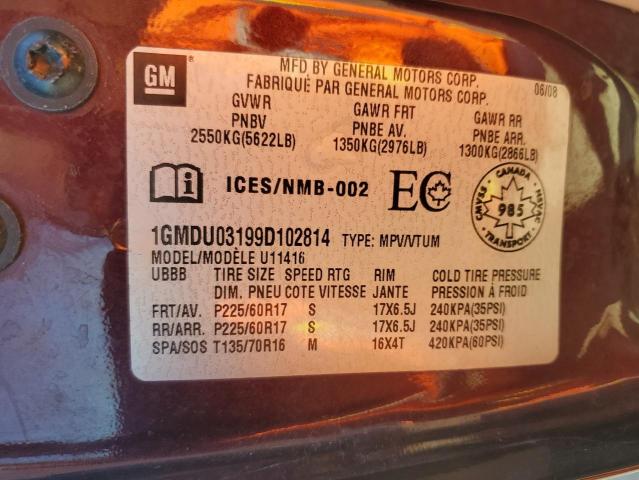 GM
®
MFD BY GENERAL MOTORS CORP.
FABRIQUÉ PAR GENERAL MOTORS CORP.
06/08
GVWR GAWR FRT GAWR RR
PNBV PNBE AV. PNBE ARR.
2550KG(5622LB) 1350KG(2976LB) 1300KG(2866LB)
i ICES/NMB-002 EC
CANADA
CMVSS 985 NSVAC
TRANSPORT
1GMDU03199D102814 TYPE: MPV/VTUM
MODEL/MODÈLE U11416
UBBB TIRE SIZE SPEED RTG RIM COLD TIRE PRESSURE
DIM. PNEU COTE VITESSE JANTE PRESSION À FROID
FRT/AV. P225/60R17 S 17X6.5J 240KPA(35PSI)
RR/ARR. P225/60R17 S 17X6.5J 240KPA(35PSI)
SPA/SOS T135/70R16 M 16X4T 420KPA(60PSI)